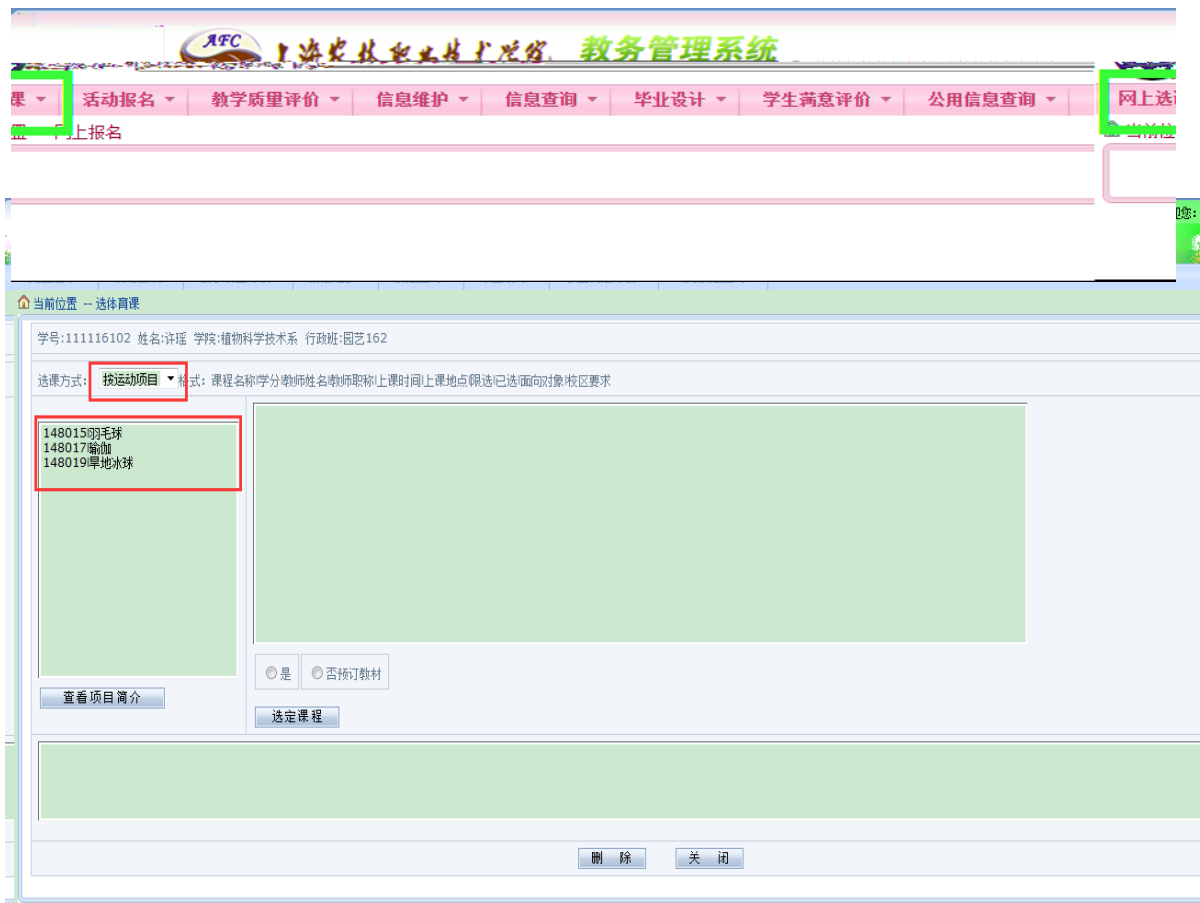 AFC 上海农林职业技术学院 教务管理系统
课 活动报名 教学质量评价 信息维护 信息查询 毕业设计 学生满意评价 公用信息查询 网上选
置 网上报名 当前位
迎您:
当前位置 -- 选体育课
学号:111116102 姓名:许瑶 学院:植物科学技术系 行政班:园艺162
选课方式: 按运动项目 格式: 课程名称|学分|教师姓名|教师职称|上课时间|上课地点|限选|已选|面向对象|校区要求
148015|羽毛球
148017|瑜伽
148019|旱地冰球
是 否预订教材
查看项目简介
选定课程
删 除 关 闭